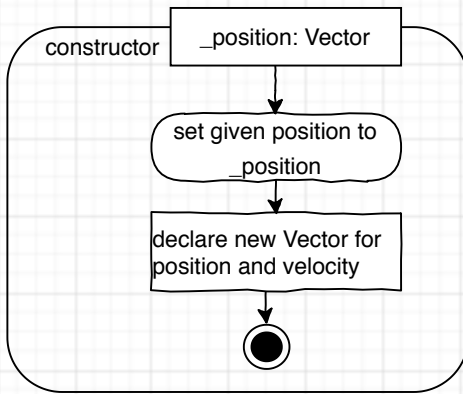 constructor
_position: Vector
set given position to
_position
declare new Vector for
position and velocity